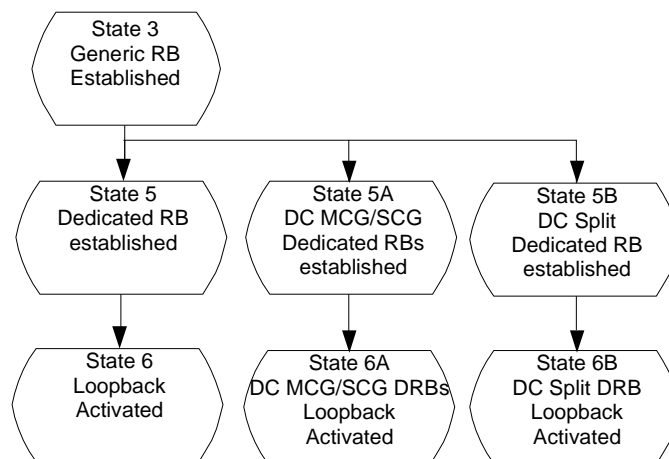 State 3
Generic RB
Established
State 5
Dedicated RB
established
State 5A
DC MCG/SCG
Dedicated RBs
established
State 5B
DC Split
Dedicated RB
established
State 6
Loopback
Activated
State 6A
DC MCG/SCG DRBs
Loopback
Activated
State 6B
DC Split DRB
Loopback
Activated